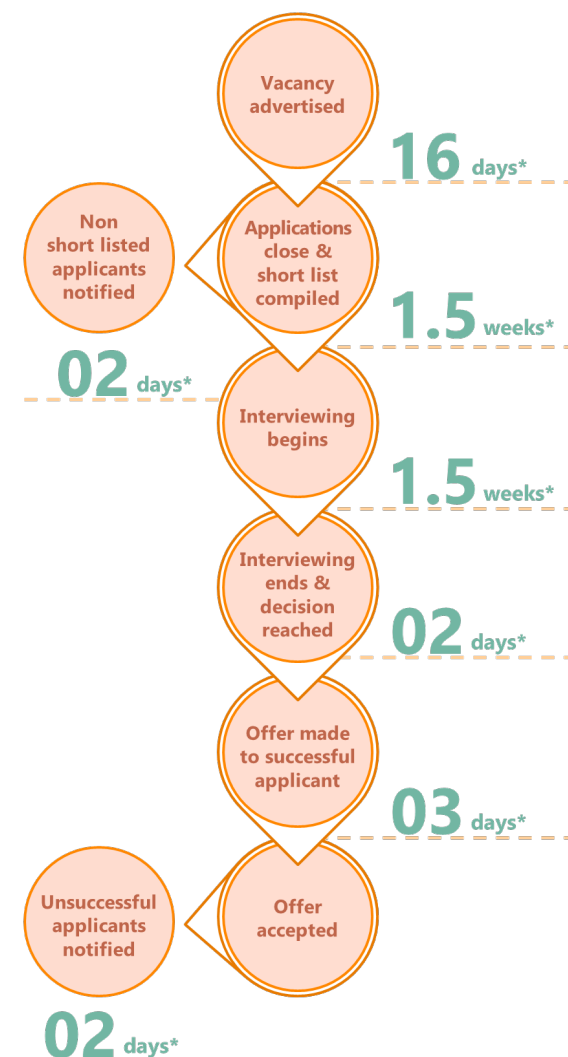 Vacancy
advertised
16 days*
Non
short listed
applicants
notified
Applications
close &
short list
compiled
1.5 weeks*
02 days*
Interviewing
begins
1.5 weeks*
Interviewing
ends &
decision
reached
02 days*
Offer made
to successful
applicant
03 days*
Unsuccessful
applicants
notified
Offer
accepted
02 days*